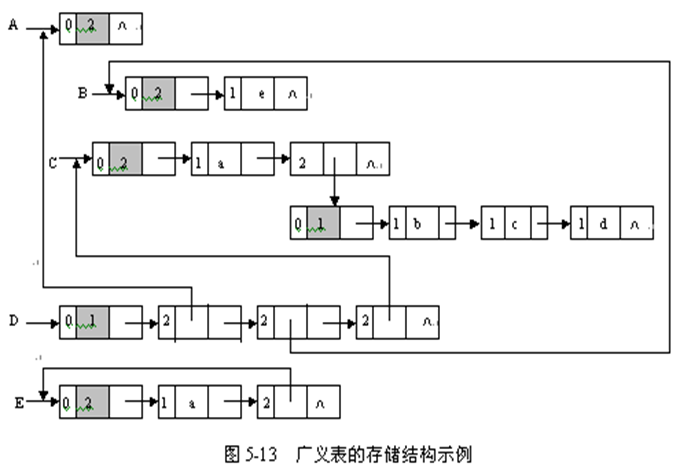 A 0 2 ∧
B 0 2 1 e ∧
C 0 2 1 a 2 ∧
0 1 1 b 1 c 1 d ∧
D 0 1 2 2 2 ∧
E 0 2 1 a 2 ∧
图 5-13 广义表的存储结构示例